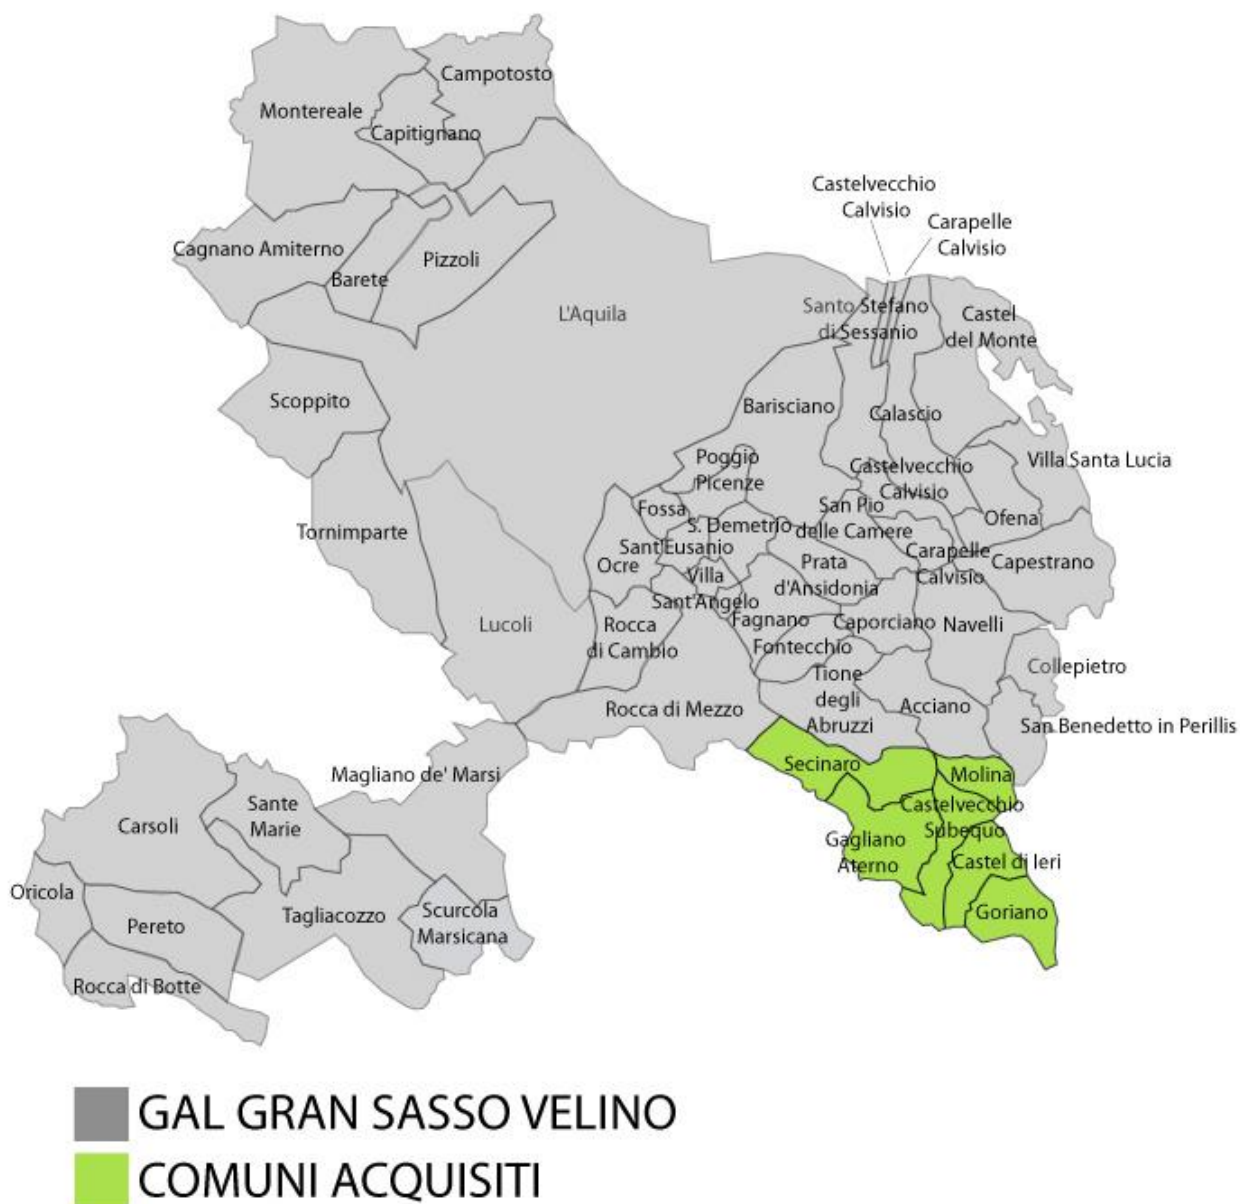 Campotosto
Montereale
Capitignano
Castelvecchio
Calvisio
Carapelle
Calvisio
Cagnano Amiterno
Barete
Pizzoli
L'Aquila
Santo Stefano
di Sessanio
Castel
del Monte
Scoppito
Barisciano
Calascio
Poggio
Picenze
Castelvecchio
Calvisio
Villa Santa Lucia
Fossa
San Pio
delle Camere
Ofena
Tornimparte
S. Demetrio
Sant'Eusanio
Ocre
Villa
Sant'Angelo
Prata
d'Ansidonia
Carapelle
Calvisio
Capestrano
Lucoli
Rocca
di Cambio
Fagnano
Fontecchio
Caporciano
Navelli
Collepietro
Tione
degli
Abruzzi
Acciano
Rocca di Mezzo
San Benedetto in Perillis
Secinaro
Molina
Magliano de' Marsi
Castelvecchio
Subequo
Gagliano
Aterno
Castel di Ieri
Goriano
Carsoli
Sante
Marie
Oricola
Pereto
Tagliacozzo
Scurcola
Marsicana
Rocca di Botte
GAL GRAN SASSO VELINO
COMUNI ACQUISITI